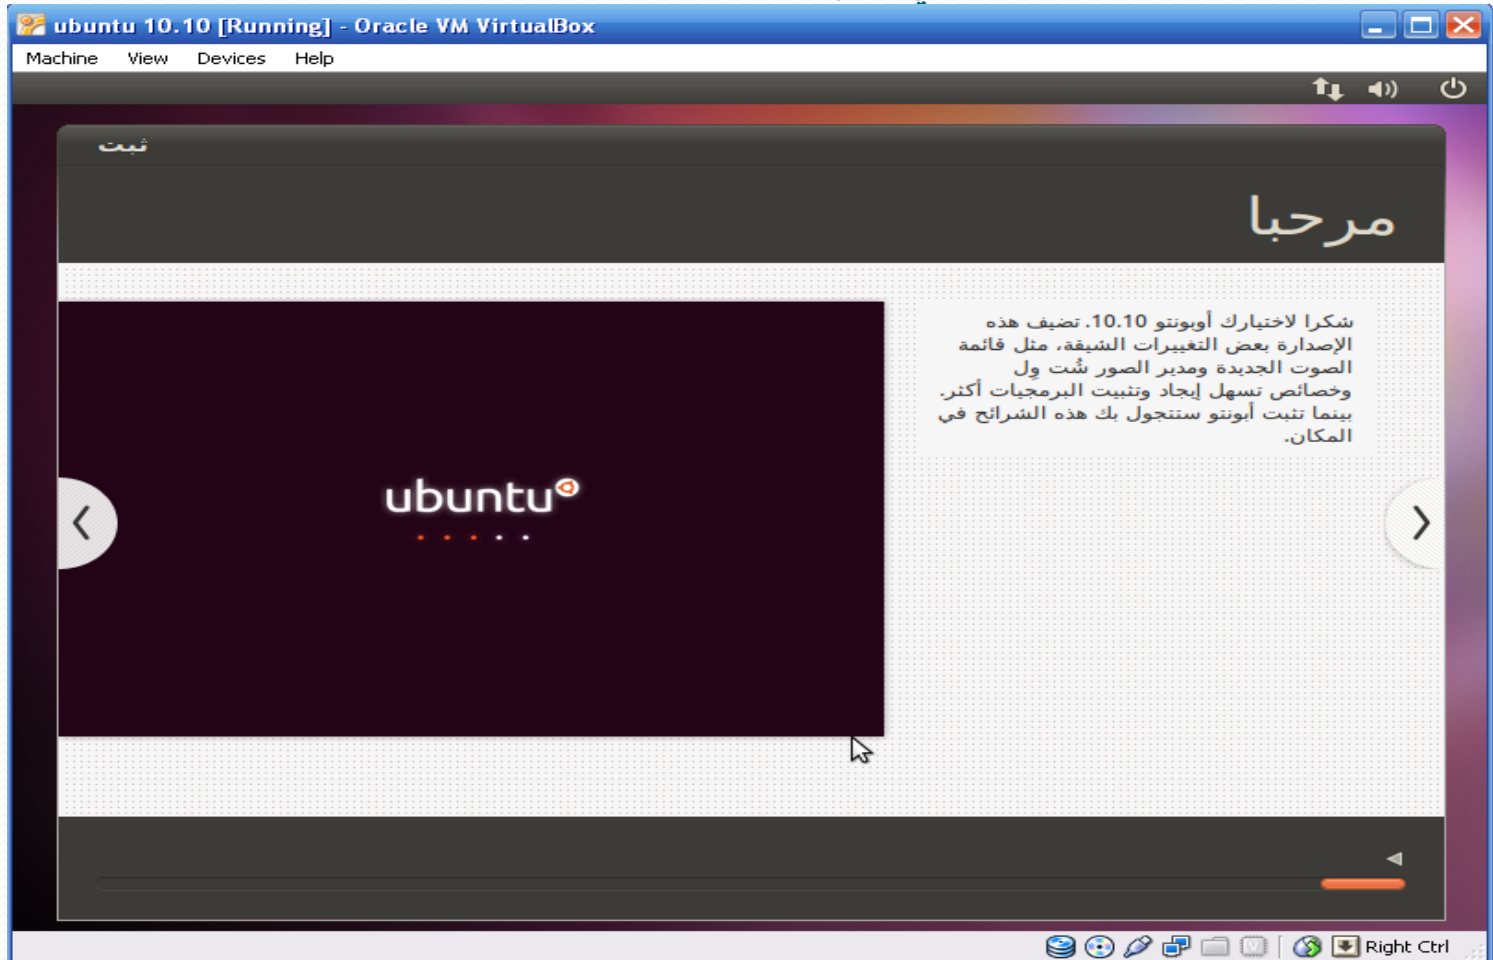 ubuntu 10.10 [Running] - Oracle VM VirtualBox
Machine View Devices Help
ثبت
مرحبا
شكرا لاختيارك أوبونتو 10.10. تضيف هذه
الإصدارة بعض التغييرات الشيقة، مثل قائمة
الصوت الجديدة ومدير الصور شُت وِل
وخصائص تسهل إيجاد وتثبيت البرمجيات أكثر.
بينما تثبت أبونتو ستتجول بك هذه الشرائح في
المكان.
ubuntu
Right Ctrl